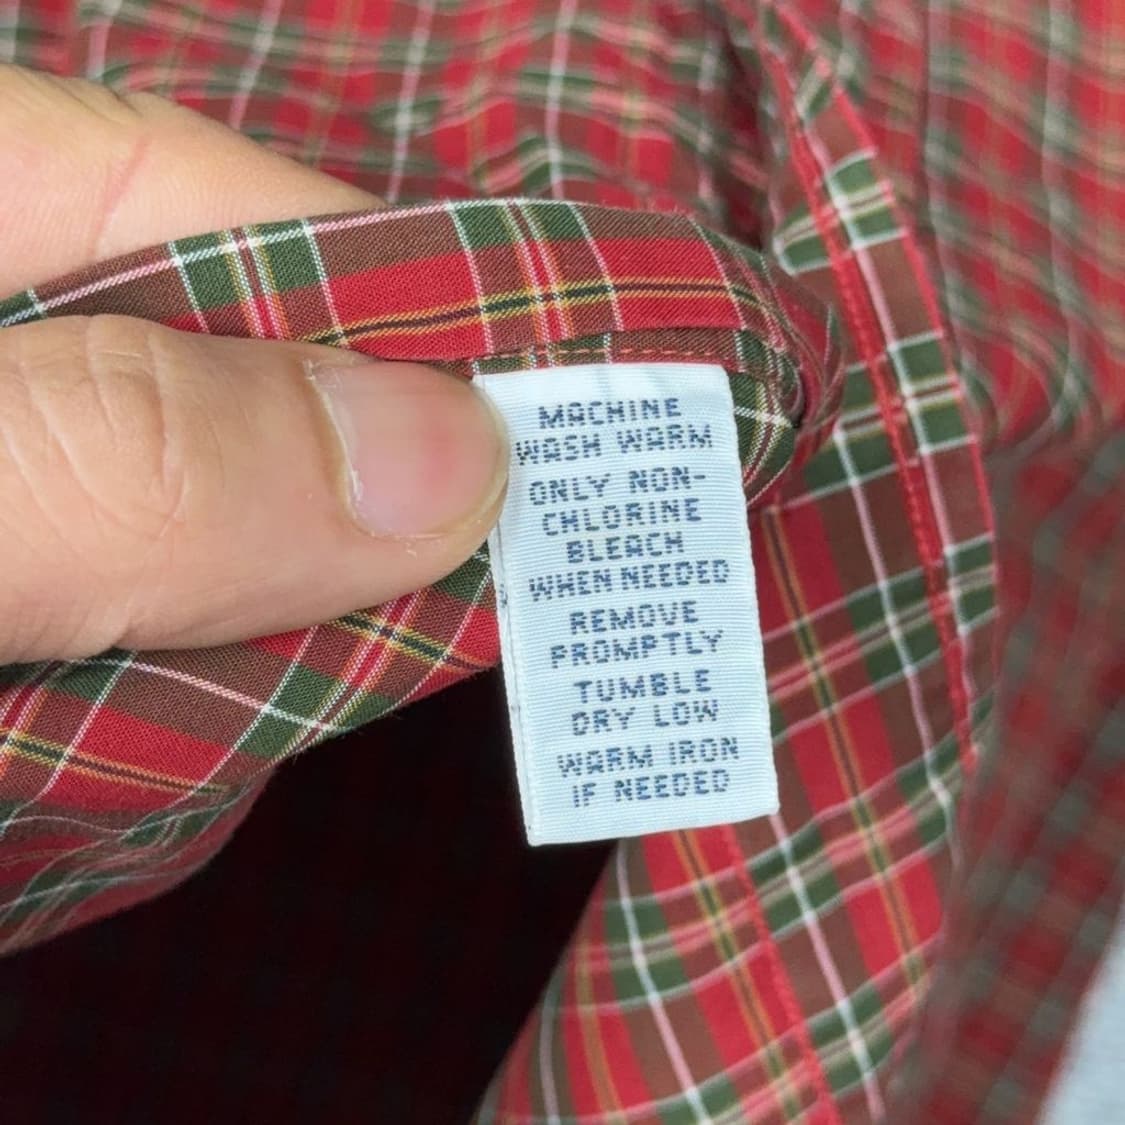 MACHINE
WASH WARM
ONLY NON-
CHLORINE
BLEACH
WHEN NEEDED
REMOVE
PROMPTLY
TUMBLE
DRY LOW
WARM IRON
IF NEEDED